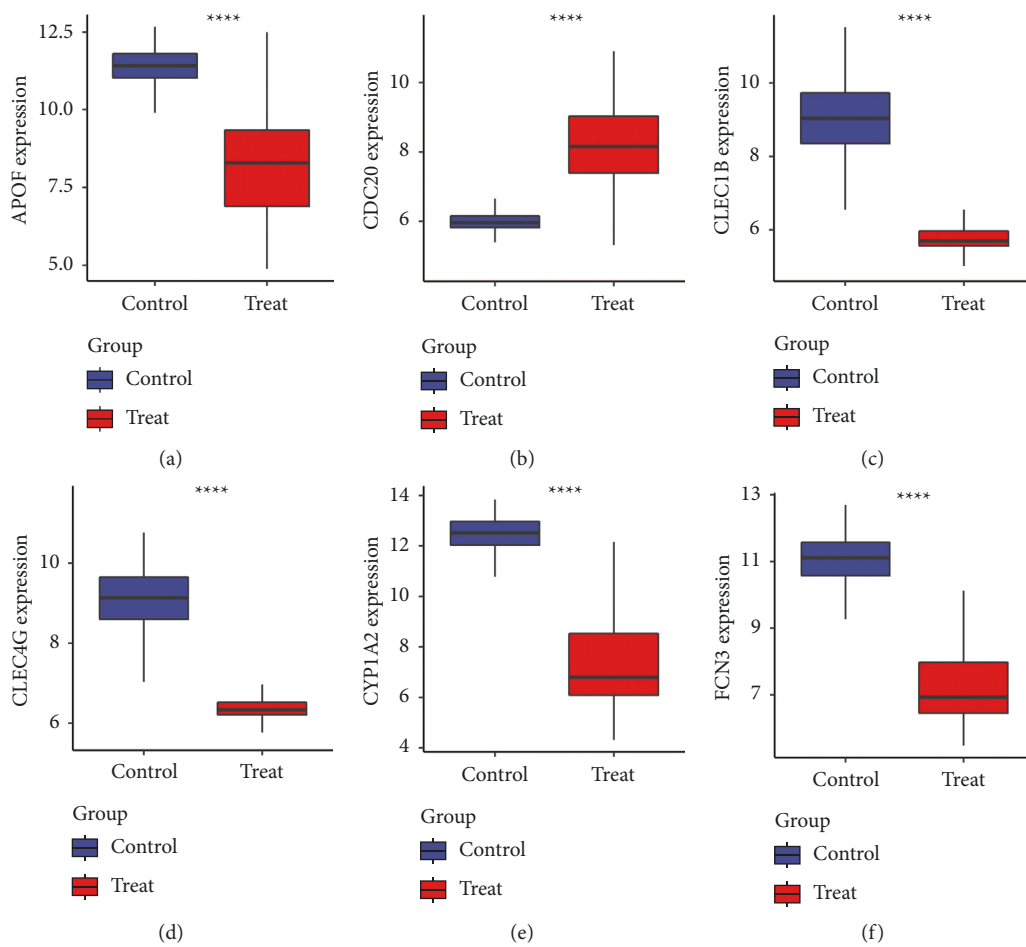 ****
12.5
10.0
7.5
5.0
APOF expression
Control Treat
Group
Control
Treat
(a)
****
10
8
6
CDC20 expression
Control Treat
Group
Control
Treat
(b)
****
10
8
6
CLEC1B expression
Control Treat
Group
Control
Treat
(c)
****
10
8
6
CLEC4G expression
Control Treat
Group
Control
Treat
(d)
****
14
12
10
8
6
4
CYP1A2 expression
Control Treat
Group
Control
Treat
(e)
****
13
11
9
7
FCN3 expression
Control Treat
Group
Control
Treat
(f)